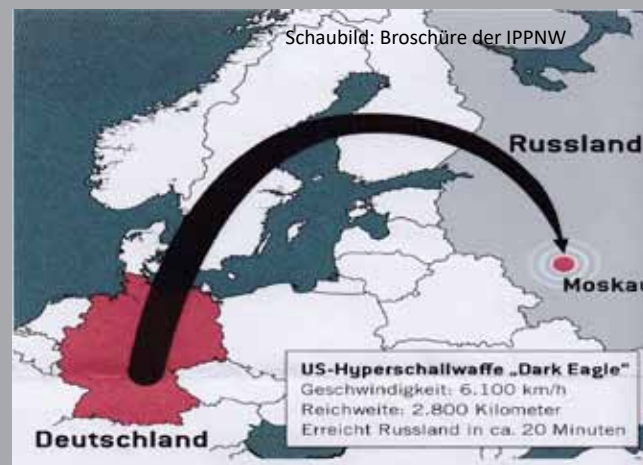 Schaubild: Broschüre der IPPNW
Russland
Moskau
US-Hyperschallwaffe „Dark Eagle“
Geschwindigkeit: 6.100 km/h
Reichweite: 2.800 Kilometer
Erreicht Russland in ca. 20 Minuten
Deutschland